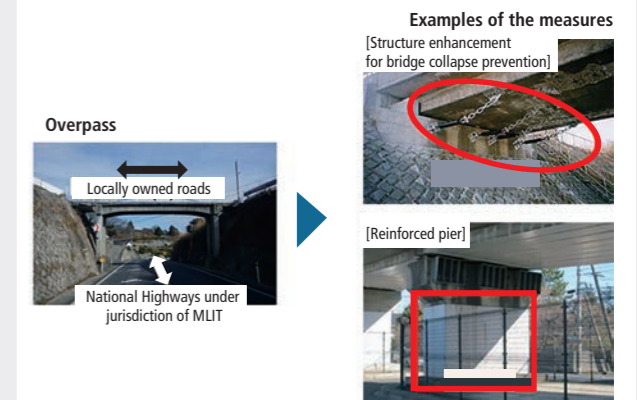 Examples of the measures
[Structure enhancement
for bridge collapse prevention]
Overpass
Locally owned roads
National Highways under
jurisdiction of MLIT
[Reinforced pier]